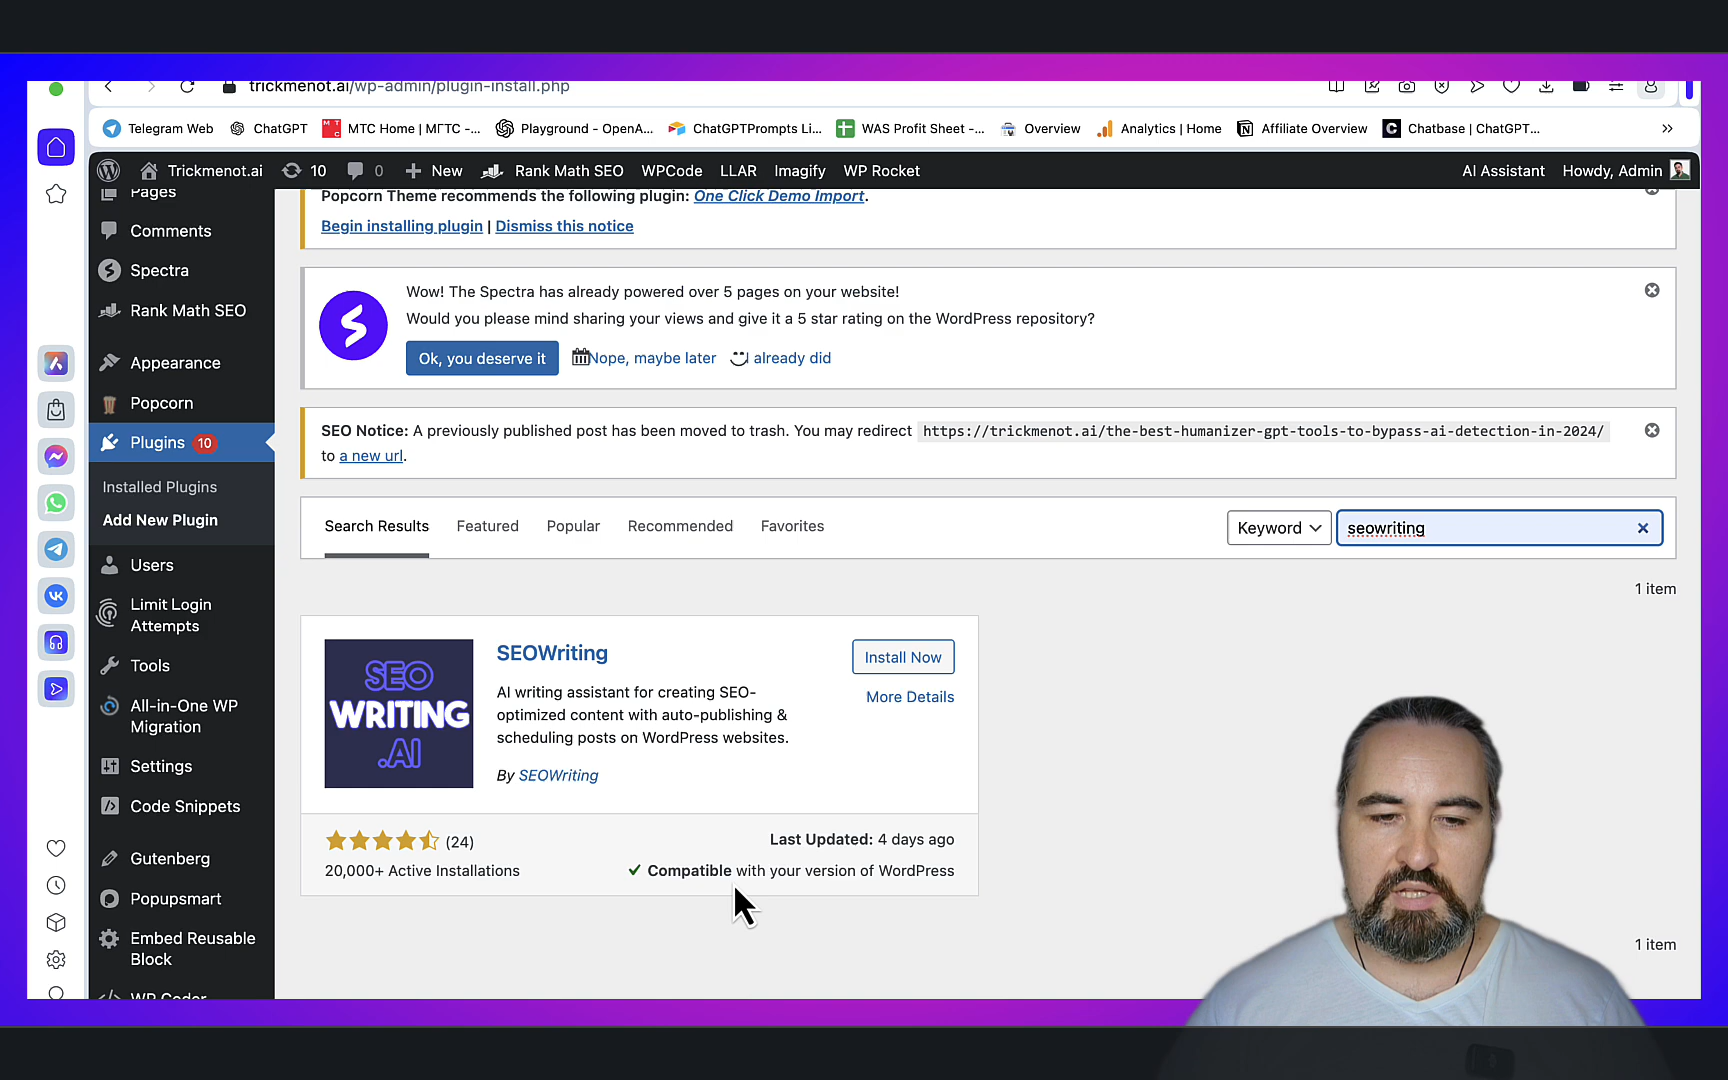 trickmenot.ai/wp-admin/plugin-install.php
Telegram Web
ChatGPT
МТС Home | МГТС -...
Playground - OpenA...
ChatGPTPrompts Li...
WAS Profit Sheet -...
Overview
Analytics | Home
Affiliate Overview
Chatbase | ChatGPT...
Trickmenot.ai
10
0
New
Rank Math SEO
WPCode
LLAR
Imagify
WP Rocket
AI Assistant
Howdy, Admin
Pages
Comments
Spectra
Rank Math SEO
Appearance
Popcorn
Plugins 10
Installed Plugins
Add New Plugin
Users
Limit Login
Attempts
Tools
All-in-One WP
Migration
Settings
Code Snippets
Gutenberg
Popupsmart
Embed Reusable
Block
WP Coder
Popcorn Theme recommends the following plugin: One Click Demo Import.
Begin installing plugin | Dismiss this notice
Wow! The Spectra has already powered over 5 pages on your website!
Would you please mind sharing your views and give it a 5 star rating on the WordPress repository?
Ok, you deserve it
Nope, maybe later
I already did
SEO Notice: A previously published post has been moved to trash. You may redirect https://trickmenot.ai/the-best-humanizer-gpt-tools-to-bypass-ai-detection-in-2024/
to a new url.
Search Results
Featured
Popular
Recommended
Favorites
Keyword
seowriting
1 item
SEO
WRITING
.AI
SEOWriting
Install Now
More Details
AI writing assistant for creating SEO-
optimized content with auto-publishing &
scheduling posts on WordPress websites.
By SEOWriting
(24)
20,000+ Active Installations
Last Updated: 4 days ago
Compatible with your version of WordPress
1 item